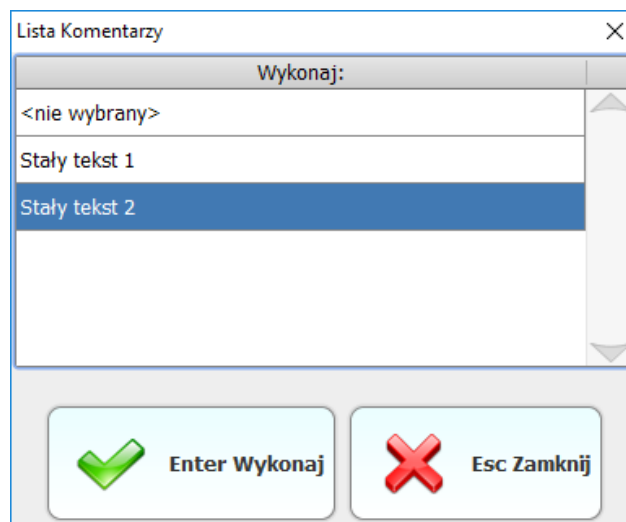 Lista Komentarzy
Wykonaj:
<nie wybrany>
Stały tekst 1
Stały tekst 2
Enter Wykonaj
Esc Zamknij